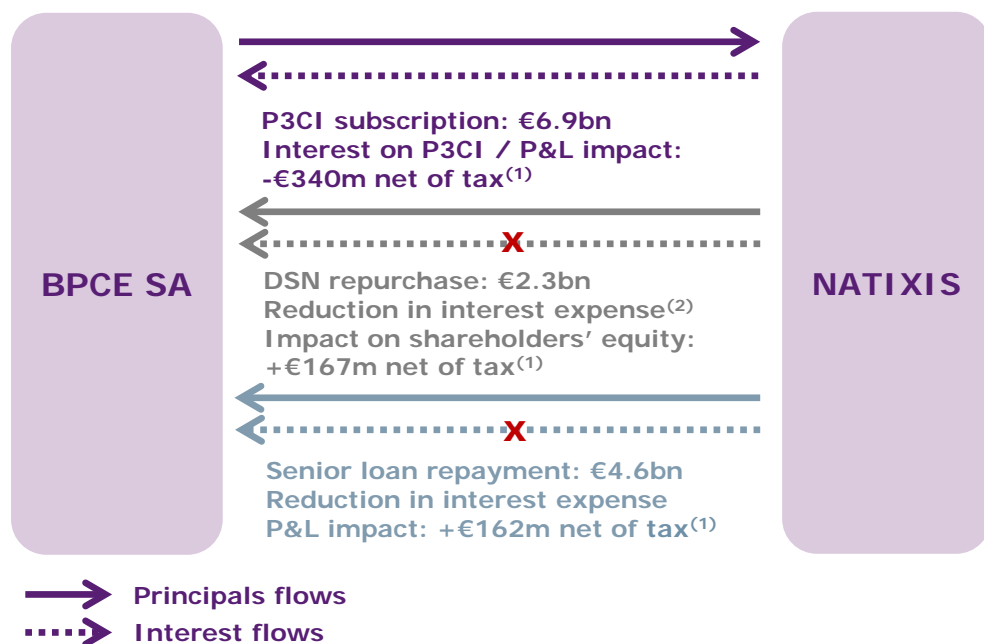 P3CI subscription: €6.9bn
Interest on P3CI / P&L impact:
-€340m net of tax(1)
X
BPCE SA
NATIXIS
DSN repurchase: €2.3bn
Reduction in interest expense(2)
Impact on shareholders’ equity:
+€167m net of tax(1)
X
Senior loan repayment: €4.6bn
Reduction in interest expense
P&L impact: +€162m net of tax(1)
Principals flows
Interest flows